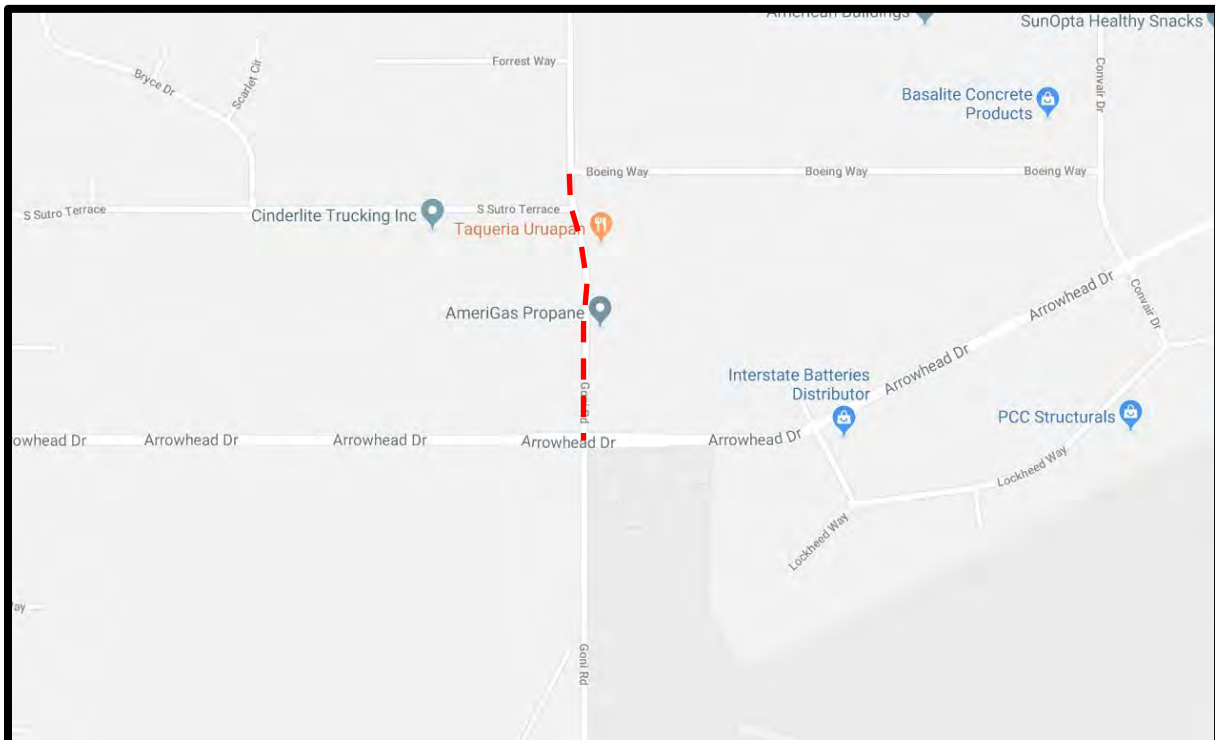 American Buildings
SunOpta Healthy Snacks
Forrest Way
Bryce Dr
Scarlet Cir
Convair Dr
Basalite Concrete
Products
Boeing Way
Boeing Way
Boeing Way
S Sutro Terrace
Cinderlite Trucking Inc
S Sutro Terrace
Taqueria Uruapan
AmeriGas Propane
Arrowhead Dr
Convair Dr
Arrowhead Dr
Interstate Batteries
Distributor
Goni Rd
PCC Structurals
owhead Dr
Arrowhead Dr
Arrowhead Dr
Arrowhead Dr
Arrowhead Dr
Lockheed Way
Lockheed Way
ay
Goni Rd